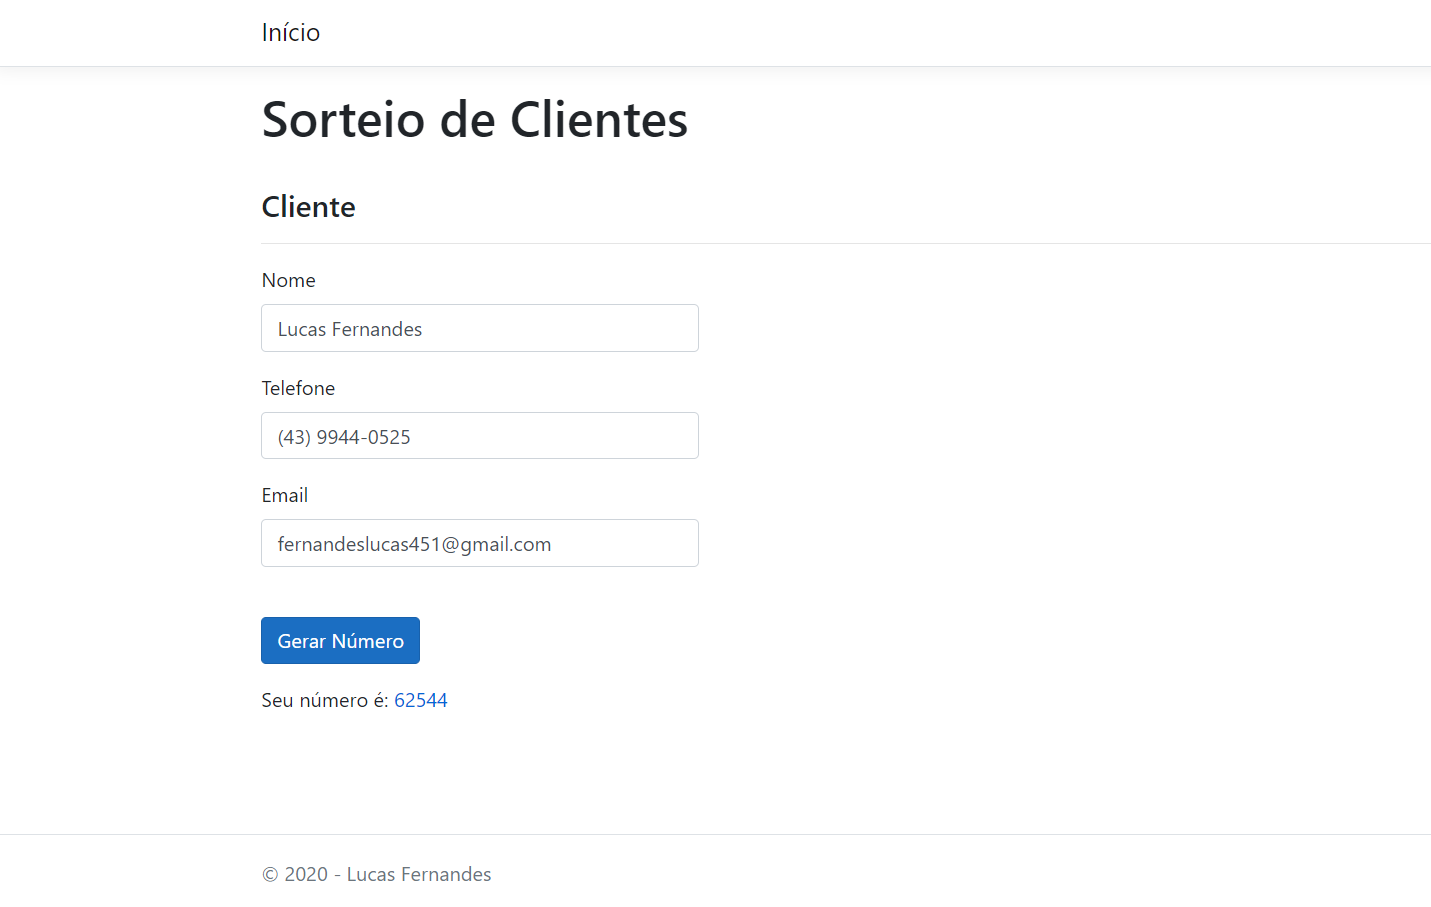 Início
Sorteio de Clientes
Cliente
Nome
Lucas Fernandes
Telefone
(43) 9944-0525
Email
fernandeslucas451@gmail.com
Gerar Número
Seu número é: 62544
© 2020 - Lucas Fernandes